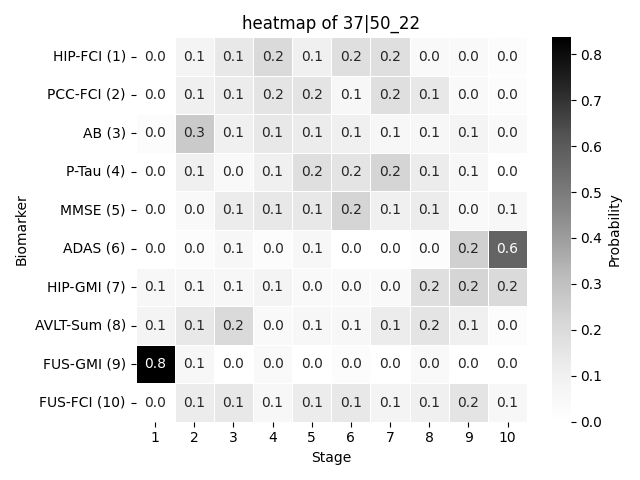 heatmap of 37|50_22
HIP-FCI (1) 0.0 0.1 0.1 0.2 0.1 0.2 0.2 0.0 0.0 0.0
PCC-FCI (2) 0.0 0.1 0.1 0.2 0.2 0.1 0.2 0.1 0.0 0.0
AB (3) 0.0 0.3 0.1 0.1 0.1 0.1 0.1 0.1 0.1 0.0
P-Tau (4) 0.0 0.1 0.0 0.1 0.2 0.2 0.2 0.1 0.1 0.0
MMSE (5) 0.0 0.0 0.1 0.1 0.1 0.2 0.1 0.1 0.0 0.1
ADAS (6) 0.0 0.0 0.1 0.0 0.1 0.0 0.0 0.0 0.2 0.6
HIP-GMI (7) 0.1 0.1 0.1 0.1 0.0 0.0 0.0 0.2 0.2 0.2
AVLT-Sum (8) 0.1 0.1 0.2 0.0 0.1 0.1 0.1 0.2 0.1 0.0
FUS-GMI (9) 0.8 0.1 0.0 0.0 0.0 0.0 0.0 0.0 0.0 0.0
FUS-FCI (10) 0.0 0.1 0.1 0.1 0.1 0.1 0.1 0.1 0.2 0.1
1 2 3 4 5 6 7 8 9 10
Stage
Biomarker
0.8
0.7
0.6
0.5
0.4
0.3
0.2
0.1
0.0
Probability